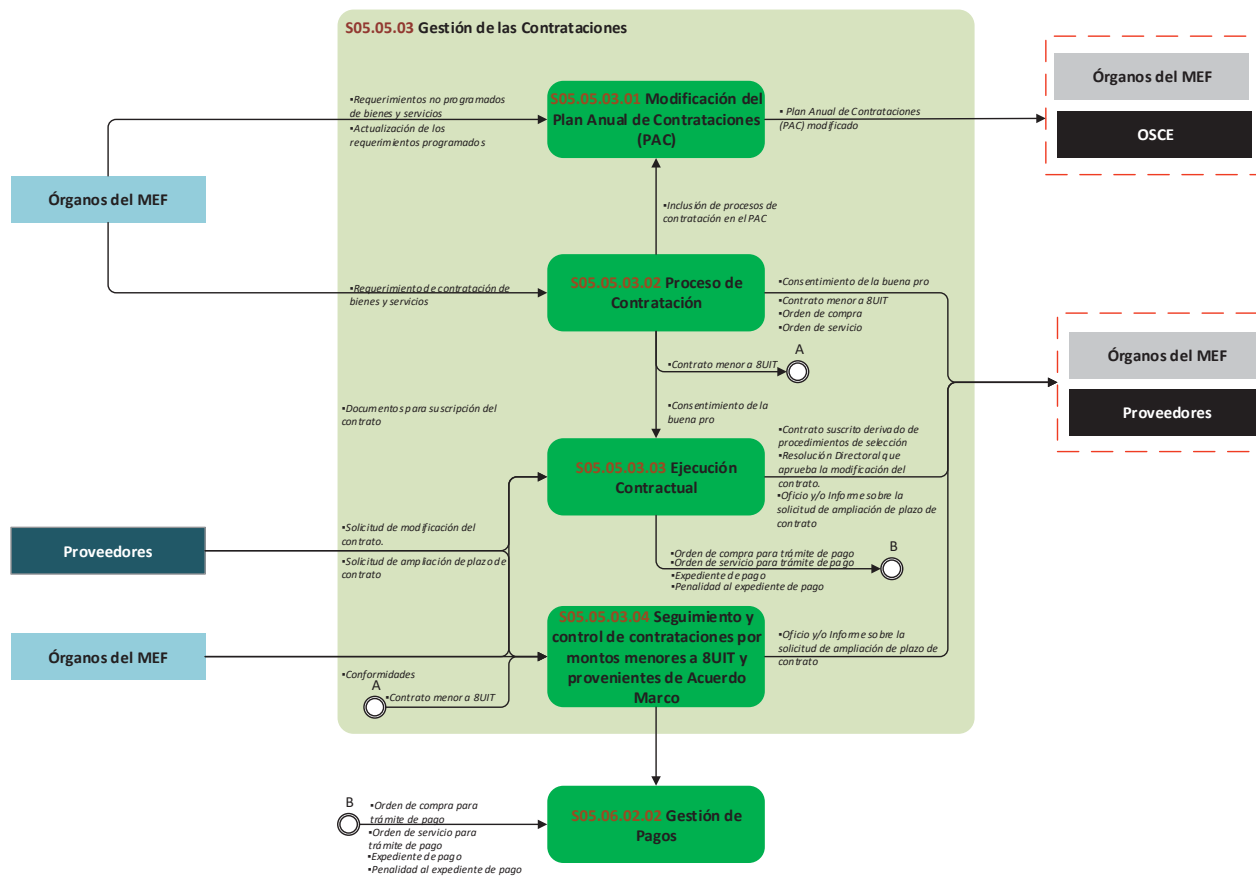 S05.05.03 Gestión de las Contrataciones
Órganos del MEF
OSCE
▪Requerimientos no programados
de bienes y servicios
▪Actualización de los
requerimientos programados
S05.05.03.01 Modificación del
Plan Anual de Contrataciones
(PAC)
▪ Plan Anual de Contrataciones
(PAC) modificado
Órganos del MEF
▪Inclusión de procesos de
contratación en el PAC
▪Requerimiento de contratación de
bienes y servicios
S05.05.03.02 Proceso de
Contratación
▪Consentimiento de la buena pro
▪Contrato menor a 8UIT
▪Orden de compra
▪Orden de servicio
Órganos del MEF
Proveedores
▪Contrato menor a 8UIT
A
▪Documentos para suscripción del
contrato
▪Consentimiento de la
buena pro
S05.05.03.03 Ejecución
Contractual
▪Contrato suscrito derivado de
procedimientos de selección
▪Resolución Directoral que
aprueba la modificación del
contrato.
▪Oficio y/o Informe sobre la
solicitud de ampliación de plazo de
contrato
Proveedores
▪Solicitud de modificación del
contrato.
▪Solicitud de ampliación de plazo de
contrato
▪Orden de compra para trámite de pago
▪Orden de servicio para trámite de pago
▪Expediente de pago
▪Penalidad al expediente de pago
B
Órganos del MEF
S05.05.03.04 Seguimiento y
control de contrataciones por
montos menores a 8UIT y
provenientes de Acuerdo
Marco
▪Oficio y/o Informe sobre la
solicitud de ampliación de plazo de
contrato
▪Conformidades
A
▪Contrato menor a 8UIT
B
▪Orden de compra para
trámite de pago
▪Orden de servicio para
trámite de pago
▪Expediente de pago
▪Penalidad al expediente de pago
S05.06.02.02 Gestión de
Pagos